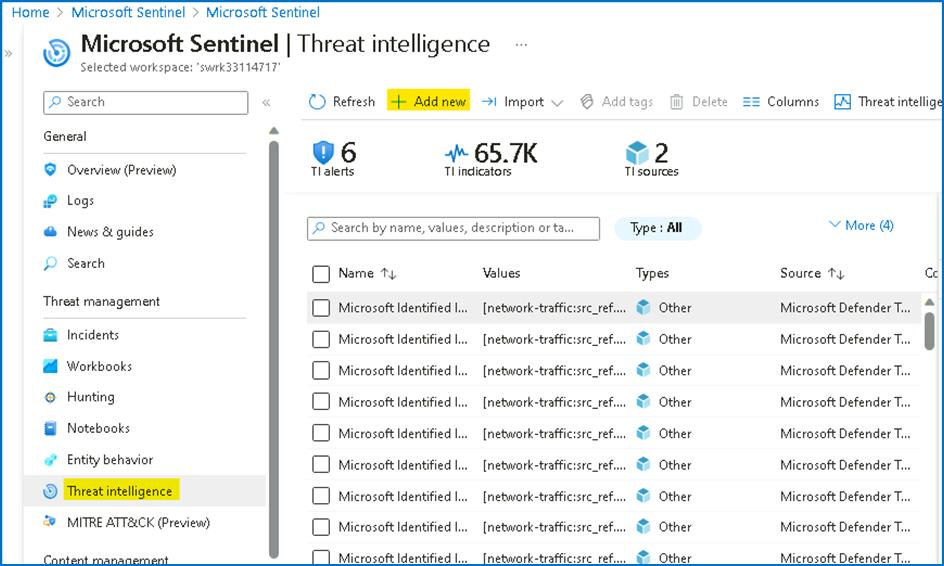 Home > Microsoft Sentinel > Microsoft Sentinel
»
Microsoft Sentinel | Threat intelligence ...
Selected workspace: 'swrk33114717'
Search «
General
Overview (Preview)
Logs
News & guides
Search
Threat management
Incidents
Workbooks
Hunting
Notebooks
Entity behavior
Threat intelligence
MITRE ATT&CK (Preview)
Content management
Refresh + Add new Import Add tags Delete Columns Threat intellige
6 65.7K 2
TI alerts TI indicators TI sources
Search by name, values, description or ta... Type : All More (4)
Name ↑↓ Values Types Source ↑↓ Co
Microsoft Identified I... [network-traffic:src_ref.... Other Microsoft Defender T...
Microsoft Identified I... [network-traffic:src_ref.... Other Microsoft Defender T...
Microsoft Identified I... [network-traffic:src_ref.... Other Microsoft Defender T...
Microsoft Identified I... [network-traffic:src_ref.... Other Microsoft Defender T...
Microsoft Identified I... [network-traffic:src_ref.... Other Microsoft Defender T...
Microsoft Identified I... [network-traffic:src_ref.... Other Microsoft Defender T...
Microsoft Identified I... [network-traffic:src_ref.... Other Microsoft Defender T...
Microsoft Identified I... [network-traffic:src_ref.... Other Microsoft Defender T...
Microsoft Identified I... [network-traffic:src_ref.... Other Microsoft Defender T...